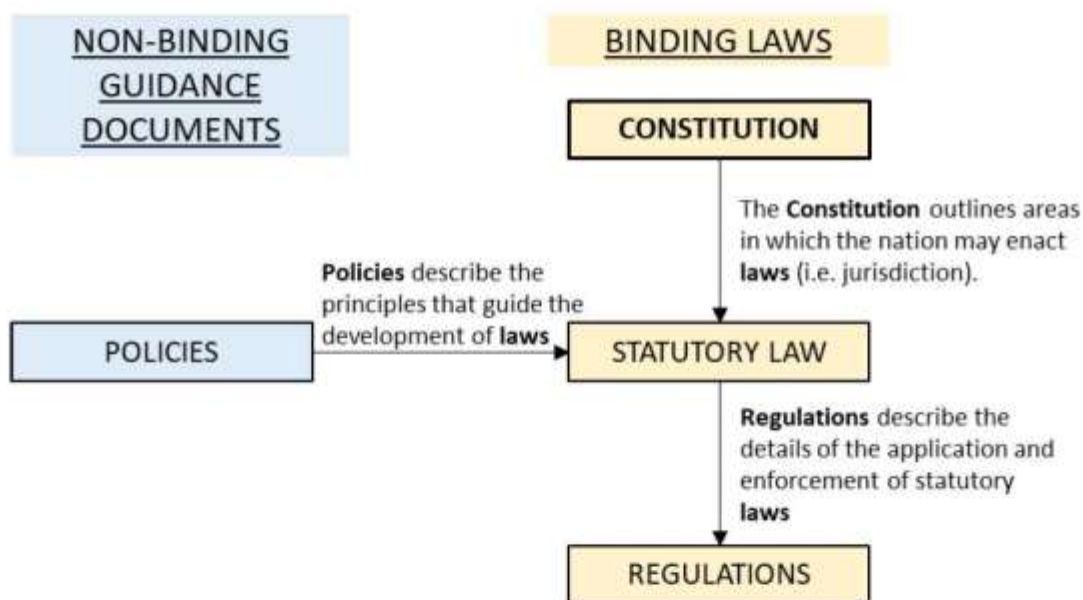 NON-BINDING
GUIDANCE
DOCUMENTS
BINDING LAWS
CONSTITUTION
The Constitution outlines areas
in which the nation may enact
laws (i.e. jurisdiction).
Policies describe the
principles that guide the
development of laws
POLICIES
STATUTORY LAW
Regulations describe the
details of the application and
enforcement of statutory
laws
REGULATIONS